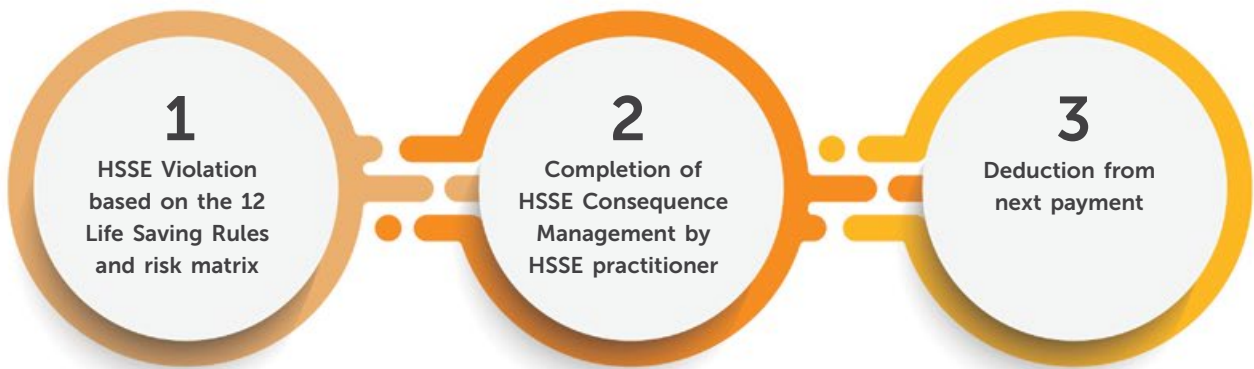 1
HSSE Violation
based on the 12
Life Saving Rules
and risk matrix
2
Completion of
HSSE Consequence
Management by
HSSE practitioner
3
Deduction from
next payment